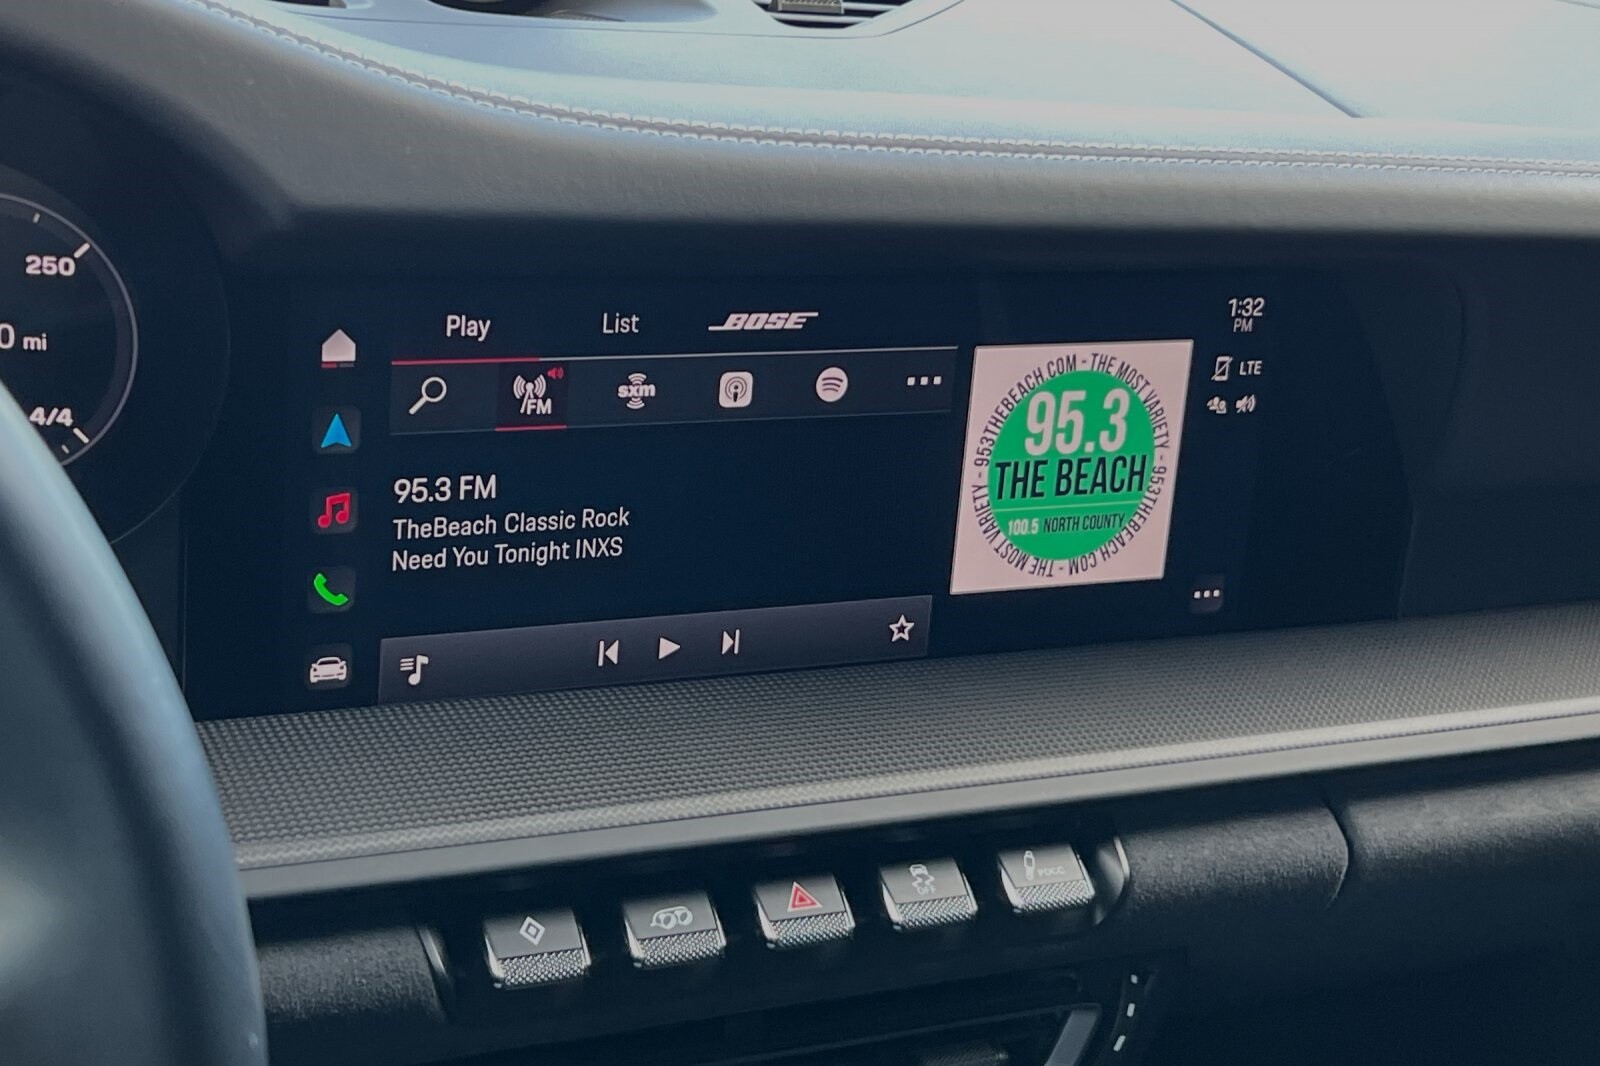 250
0 mi
4/4
Play
List
BOSE
1:32
PM
LTE
FM
sxm
95.3 FM
TheBeach Classic Rock
Need You Tonight INXS
953THEBEACH.COM - THE MOST VARIETY - 953THEBEACH.COM - THE MOST VARIETY -
95.3
THE BEACH
100.5 NORTH COUNTY
OFF
PDCC